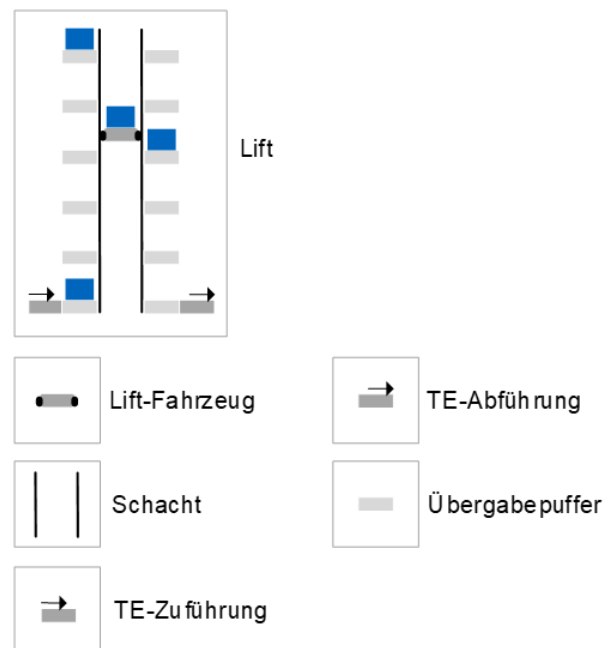 Lift
Lift-Fahrzeug
TE-Abführung
Schacht
Übergabepuffer
TE-Zuführung